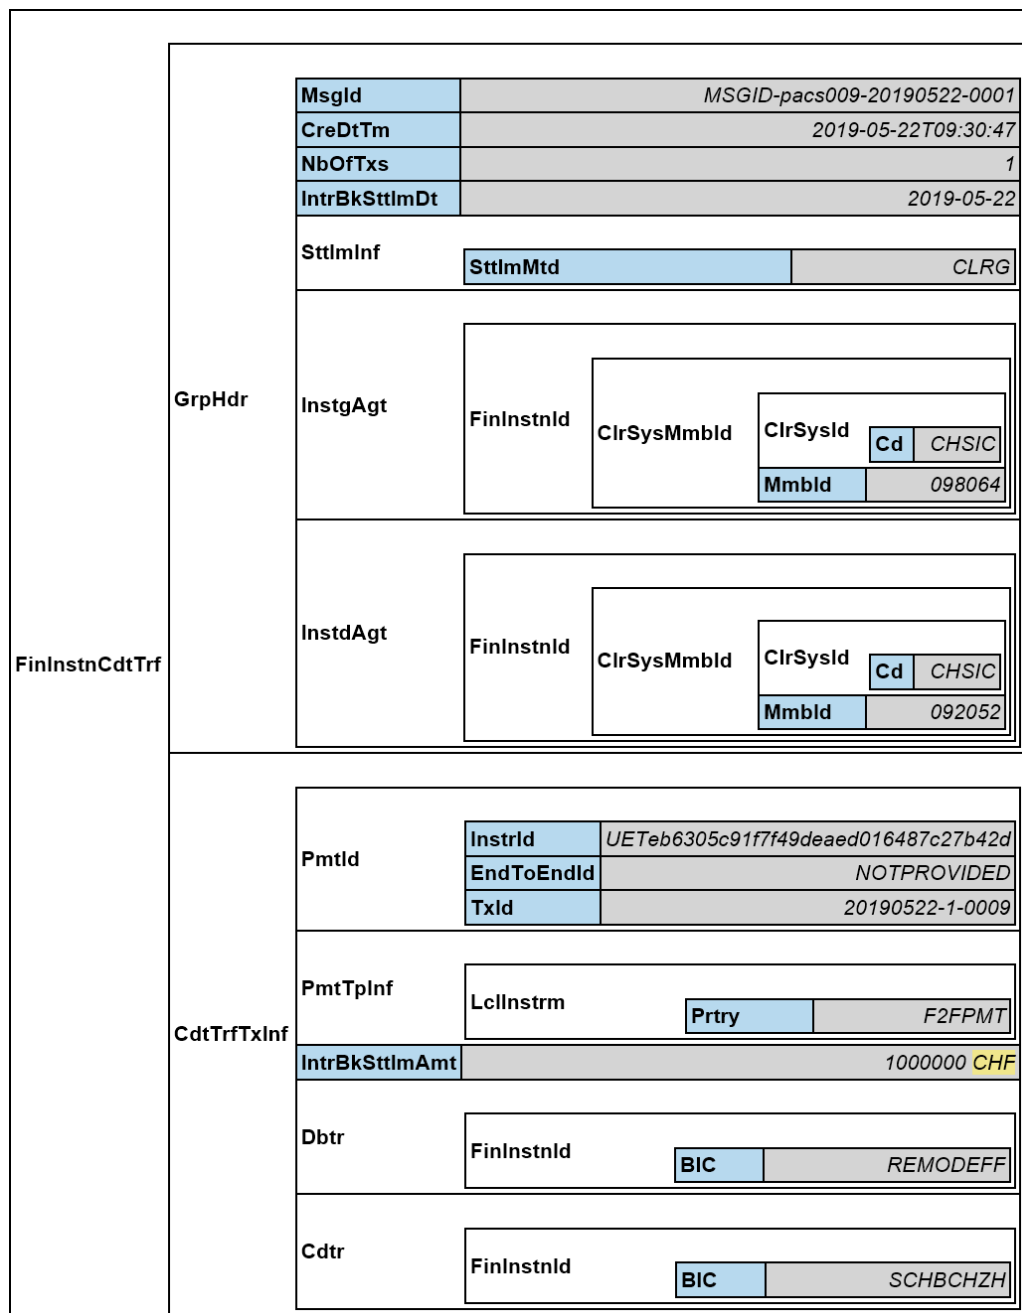 MsgId MSGID-pacs009-20190522-0001
CreDtTm 2019-05-22T09:30:47
NbOfTxs 1
IntrBkSttlmDt 2019-05-22
SttlmInf
SttlmMtd CLRG
GrpHdr
InstgAgt
FinInstnId
ClrSysMmbId
ClrSysId
Cd CHSIC
MmbId 098064
InstdAgt
FinInstnId
ClrSysMmbId
ClrSysId
Cd CHSIC
MmbId 092052
FinInstnCdtTrf
PmtId
InstrId UETeb6305c91f7f49deaed016487c27b42d
EndToEndId NOTPROVIDED
TxId 20190522-1-0009
CdtTrfTxInf
PmtTpInf
LclInstrm
Prtry F2FPMT
IntrBkSttlmAmt 1000000 CHF
Dbtr
FinInstnId
BIC REMODEFF
Cdtr
FinInstnId
BIC SCHBCHZH